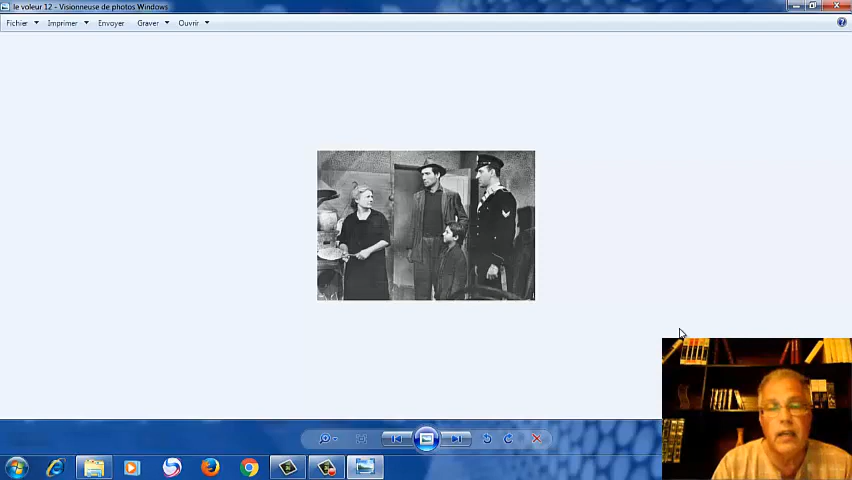 le voleur 12 - Visionneuse de photos Windows
Fichier Imprimer Envoyer Graver Ouvrir